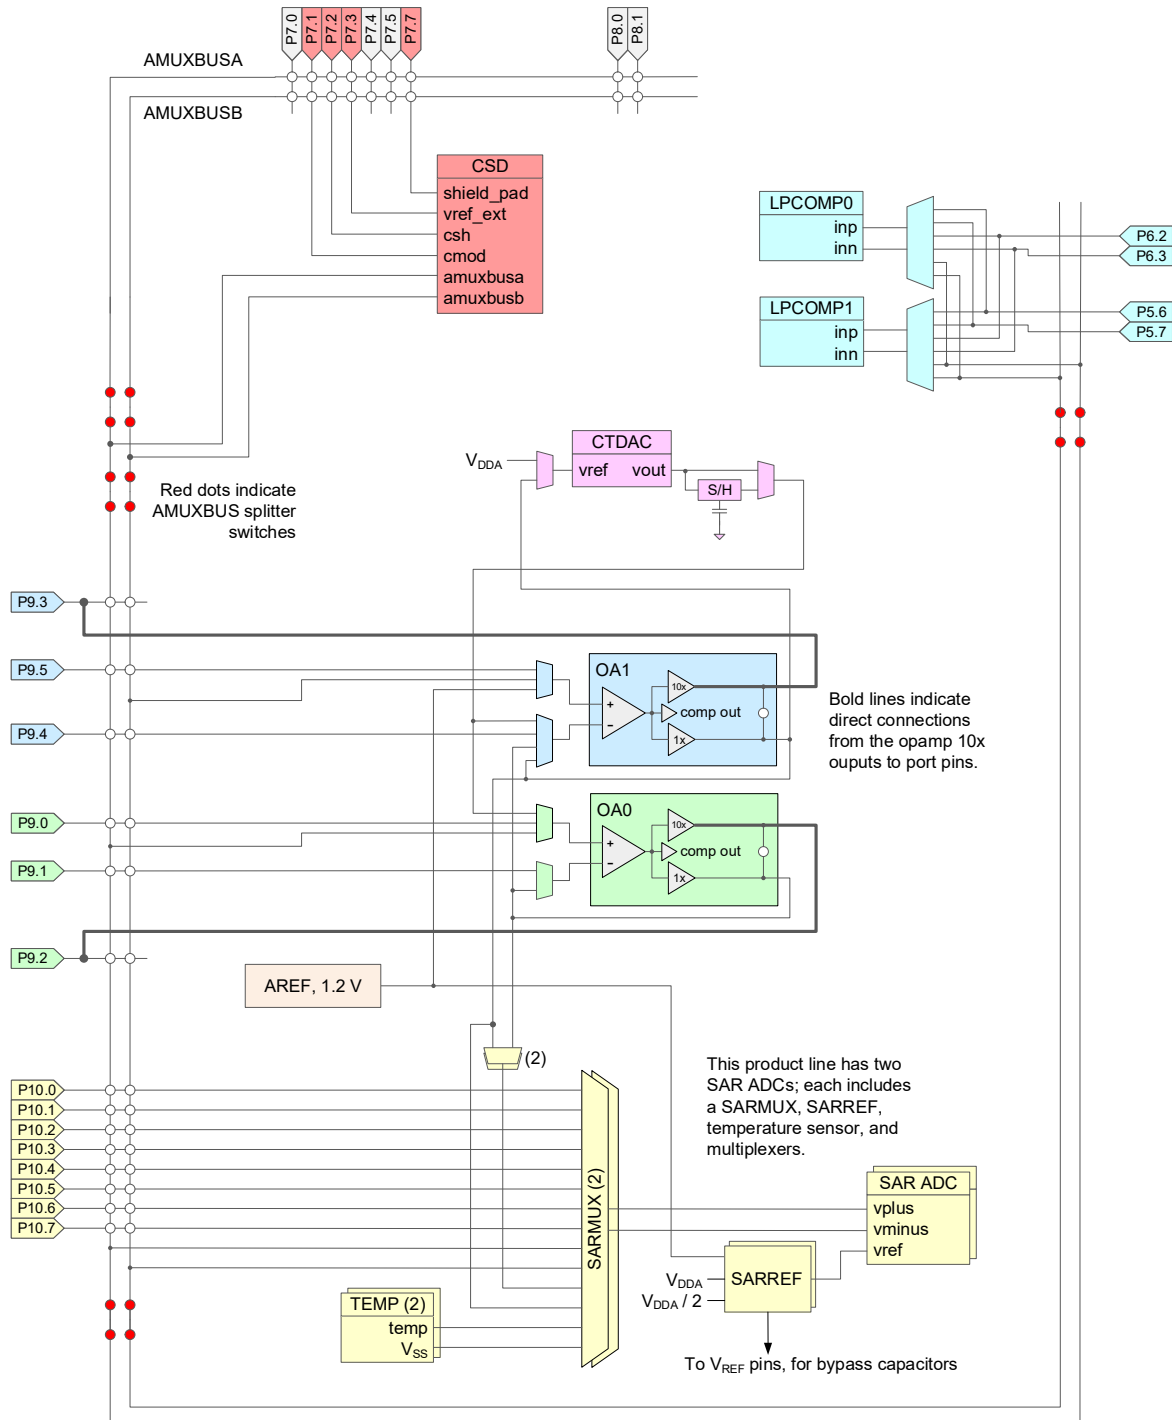 P7.0
P7.1
P7.2
P7.3
P7.4
P7.5
P7.7
P8.0
P8.1
AMUXBUSA
AMUXBUSB
CSD
shield_pad
vref_ext
csh
cmod
amuxbusa
amuxbusb
LPCOMP0
inp
inn
P6.2
P6.3
LPCOMP1
inp
inn
P5.6
P5.7
CTDAC
VDDA
vref vout
S/H
Red dots indicate
AMUXBUS splitter
switches
P9.3
P9.5
P9.4
OA1
+
−
10x
comp out
1x
Bold lines indicate
direct connections
from the opamp 10x
ouputs to port pins.
P9.0
P9.1
P9.2
OA0
+
−
10x
comp out
1x
AREF, 1.2 V
(2)
This product line has two
SAR ADCs; each includes
a SARMUX, SARREF,
temperature sensor, and
multiplexers.
P10.0
P10.1
P10.2
P10.3
P10.4
P10.5
P10.6
P10.7
SARMUX (2)
SAR ADC
vplus
vminus
vref
SARREF
VDDA
VDDA / 2
TEMP (2)
temp
VSS
To VREF pins, for bypass capacitors